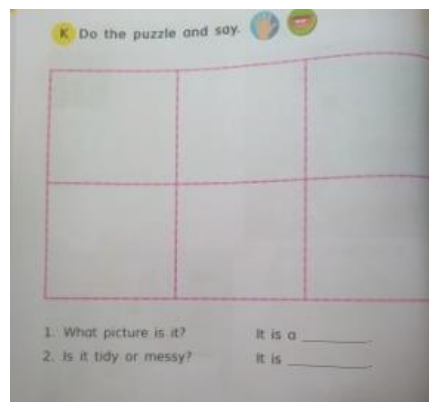 K Do the puzzle and say.
1. What picture is it? It is a ________.
2. Is it tidy or messy? It is ________.